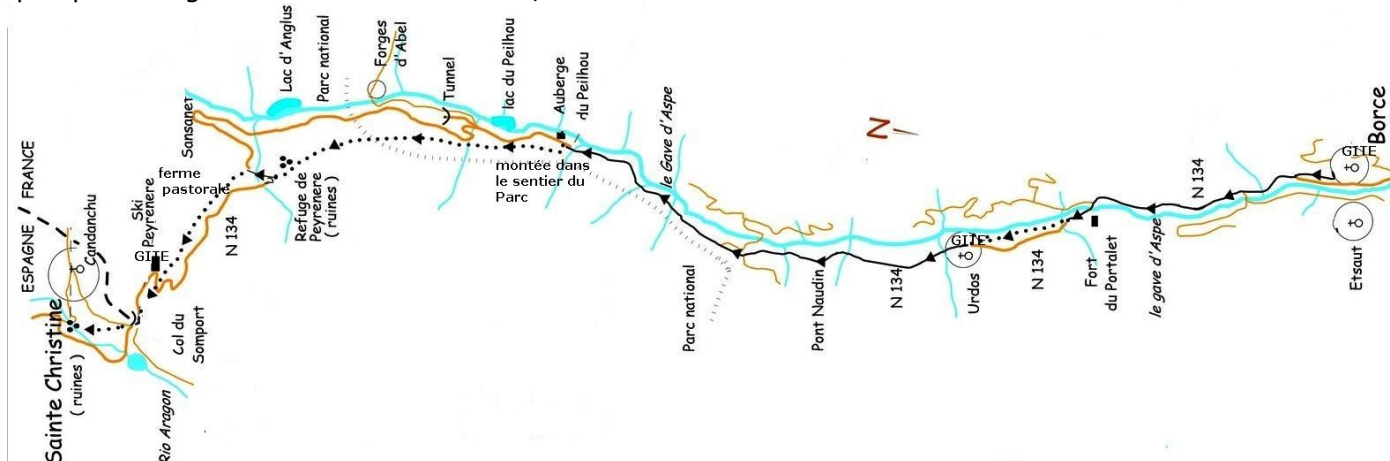 ESPAGNE
FRANCE
Candanchu
Sainte Christine
( ruines )
Rio Aragon
Col du
Somport
Ski
Peyrenere
GITE
ferme
pastorale
N 134
Sansanet
Lac d'Anglus
Refuge de
Peyrenere
( ruines )
Parc national
Forges
d'Abel
Tunnel
lac du Peilhou
Auberge
du Peilhou
montée dans
le sentier du
Parc
le Gave d'Aspe
Parc national
Pont Naudin
N 134
N
GITE
Urdos
N 134
Fort
du Portalet
le gave d'Aspe
N 134
GITE
Borce
Etsaut